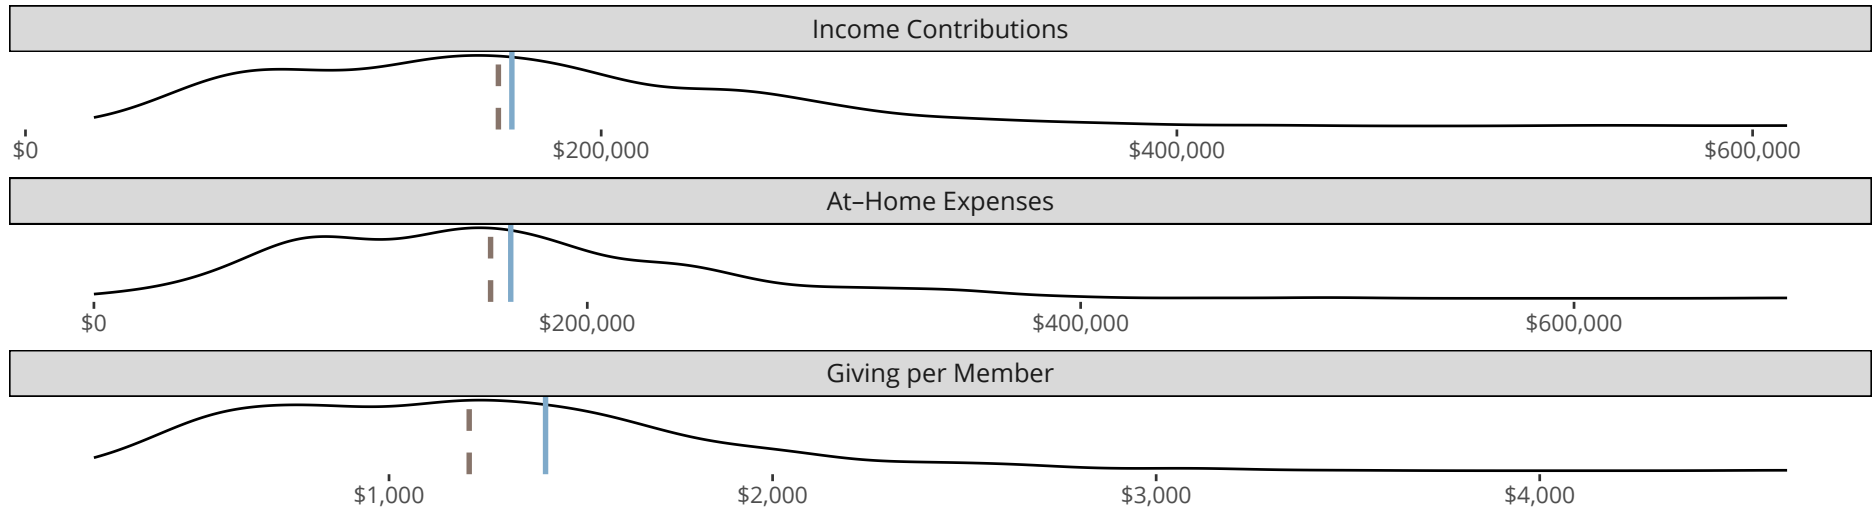 Income Contributions
$0 $200,000 $400,000 $600,000
At–Home Expenses
$0 $200,000 $400,000 $600,000
Giving per Member
$1,000 $2,000 $3,000 $4,000